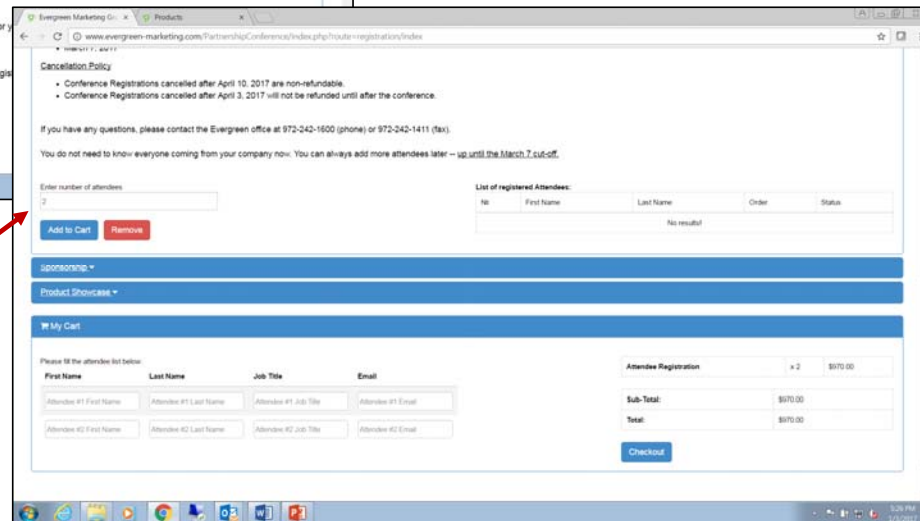 or y
gis
Evergreen Marketing Gr
Products
www.evergreen-marketing.com/PartnershipConference/index.php?route=registration/index
March 7, 2017
Cancellation Policy
Conference Registrations cancelled after April 10, 2017 are non-refundable.
Conference Registrations cancelled after April 3, 2017 will not be refunded until after the conference.
If you have any questions, please contact the Evergreen office at 972-242-1600 (phone) or 972-242-1411 (fax).
You do not need to know everyone coming from your company now. You can always add more attendees later -- up until the March 7 cut-off.
Enter number of attendees
2
Add to Cart Remove
List of registered Attendees:
№ First Name Last Name Order Status
No results!
Sponsorship
Product Showcase
My Cart
Please fill the attendee list below:
First Name Last Name Job Title Email
Attendee #1 First Name Attendee #1 Last Name Attendee #1 Job Title Attendee #1 Email
Attendee #2 First Name Attendee #2 Last Name Attendee #2 Job Title Attendee #2 Email
Attendee Registration x 2 $970.00
Sub-Total: $970.00
Total: $970.00
Checkout
5:26 PM